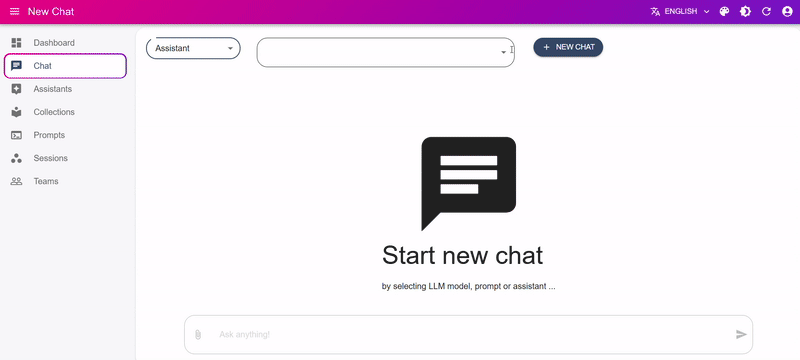 New Chat
ENGLISH
Dashboard
Chat
Assistants
Collections
Prompts
Sessions
Teams
Assistant
+ NEW CHAT
Start new chat
by selecting LLM model, prompt or assistant ...
Ask anything!